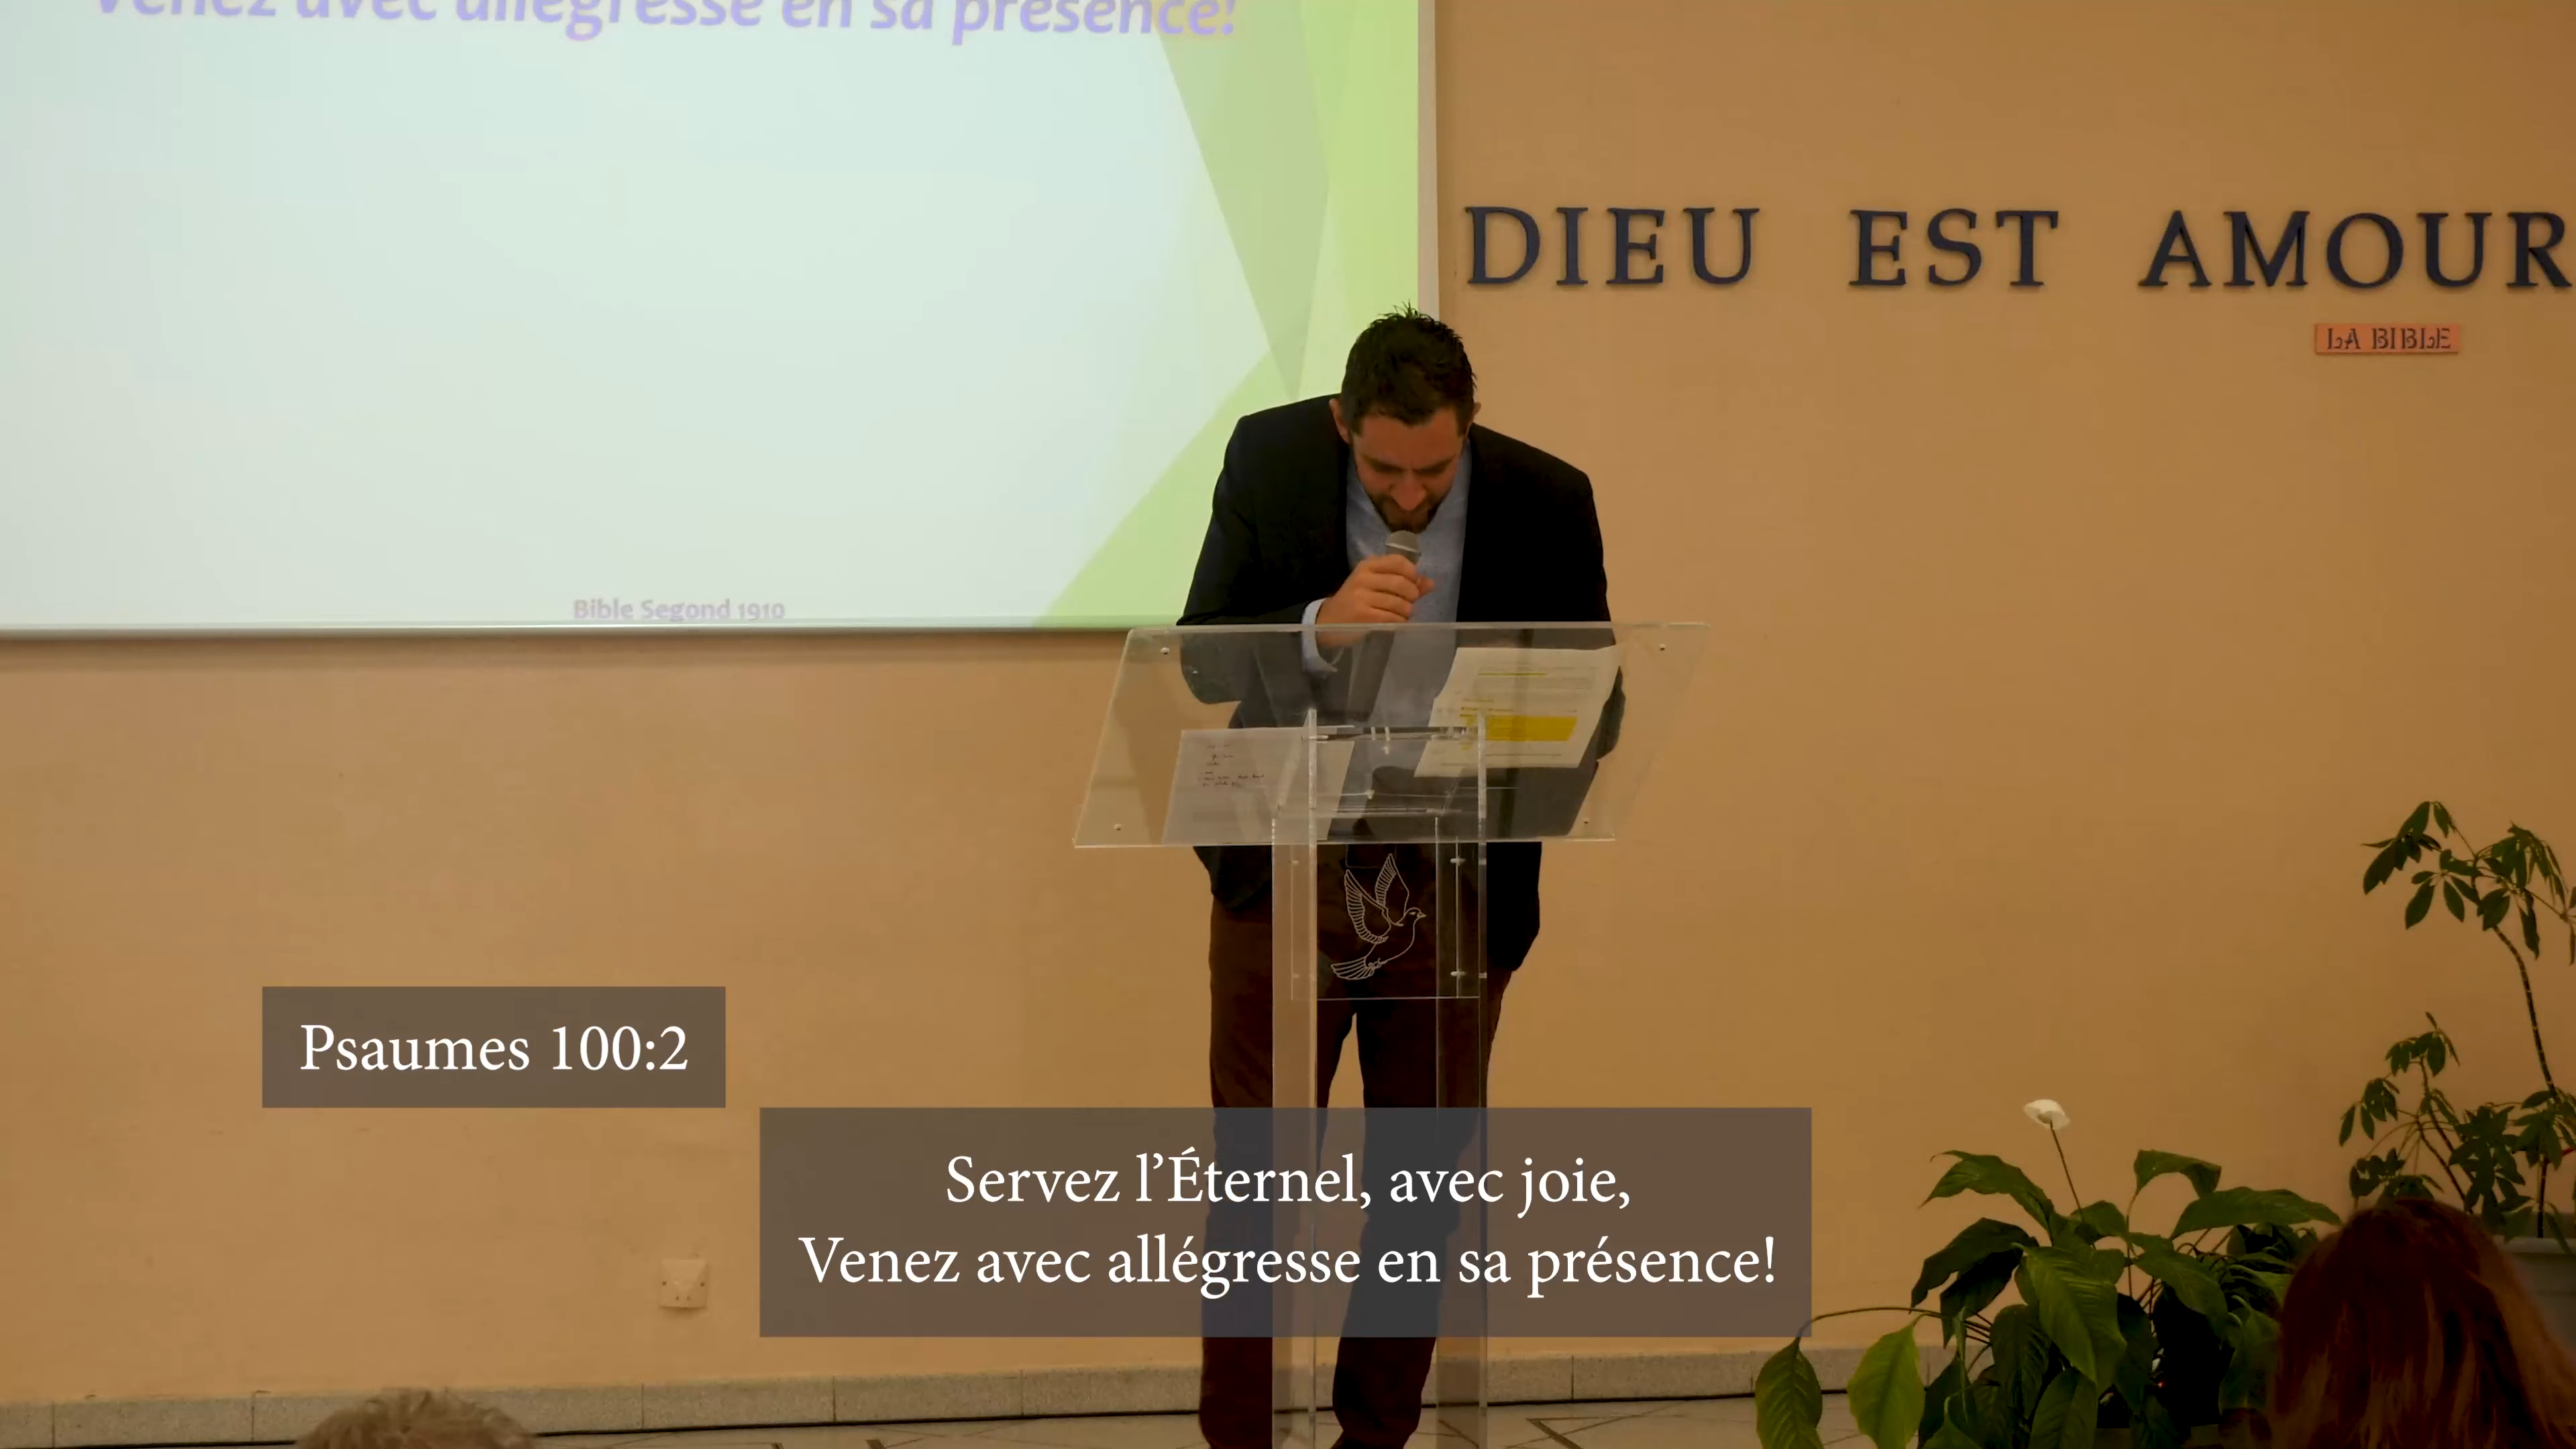 Venez avec allégresse en sa présence!
DIEU EST AMOUR
LA BIBLE
Bible Segond 1910
Psaumes 100:2
Servez l’Éternel, avec joie,
Venez avec allégresse en sa présence!